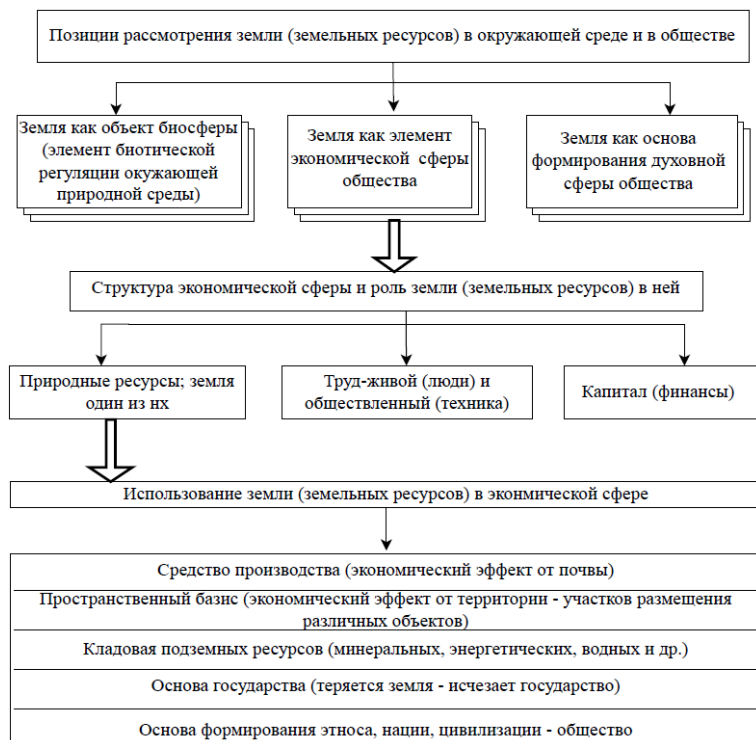 Позиции рассмотрения земли (земельных ресурсов) в окружающей среде и в обществе
Земля как объект биосферы
(элемент биотической
регуляции окужающей
природной среды)
Земля как элемент
экономической сферы
общества
Земля как основа
формирования духовной
сферы общества
Структура экономической сферы и роль земли (земельных ресурсов) в ней
Природные ресурсы; земля
один из нх
Труд-живой (люди) и
обществленный (техника)
Капитал (финансы)
Использование земли (земельных ресурсов) в эконмической сфере
Средство производства (экономический эффект от почвы)
Пространственный базис (экономический эффект от территории - участков размещения
различных объектов)
Кладовая подземных ресурсов (минеральных, энергетических, водных и др.)
Основа государства (теряется земля - исчезает государство)
Основа формирования этноса, нации, цивилизации - общество